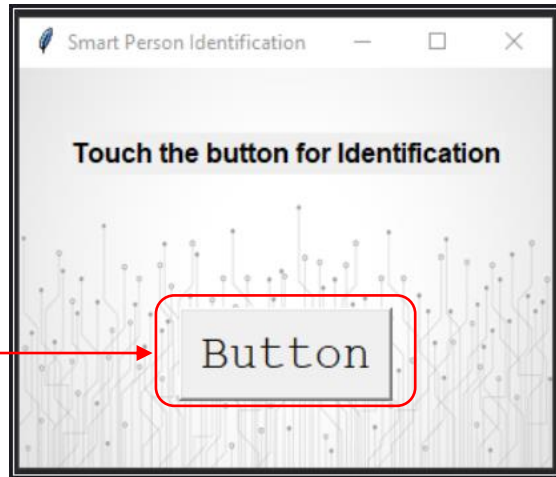 Smart Person Identification
Touch the button for Identification
Button